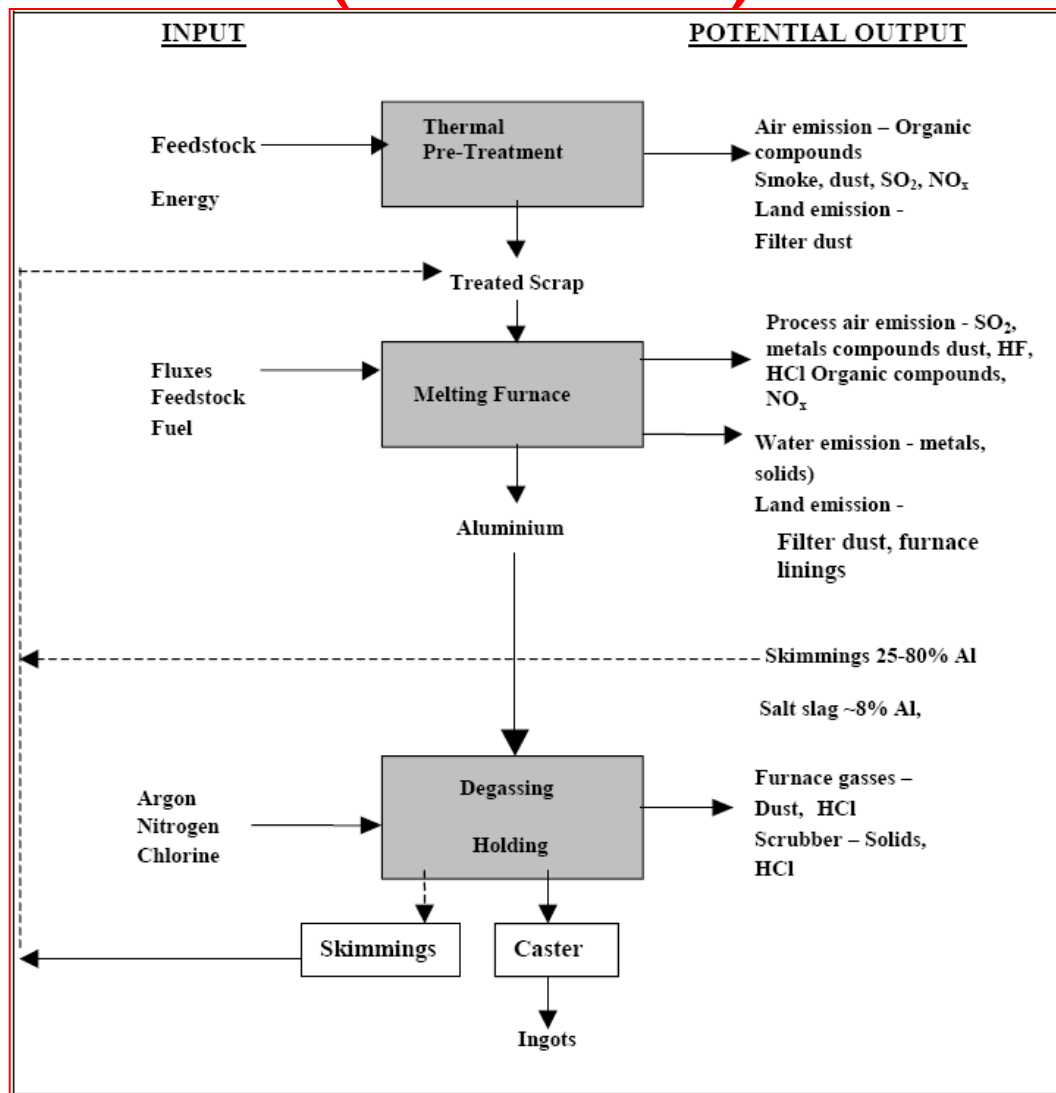 INPUT
POTENTIAL OUTPUT
Thermal
Pre-Treatment
Feedstock
Energy
Air emission – Organic
compounds
Smoke, dust, SO₂, NOₓ
Land emission -
Filter dust
Treated Scrap
Fluxes
Feedstock
Fuel
Melting Furnace
Process air emission - SO₂,
metals compounds dust, HF,
HCl Organic compounds,
NOₓ
Water emission - metals,
solids)
Land emission -
Filter dust, furnace
linings
Aluminium
Skimmings 25-80% Al
Salt slag ~8% Al,
Argon
Nitrogen
Chlorine
Degassing
Holding
Furnace gasses –
Dust, HCl
Scrubber – Solids,
HCl
Skimmings
Caster
Ingots